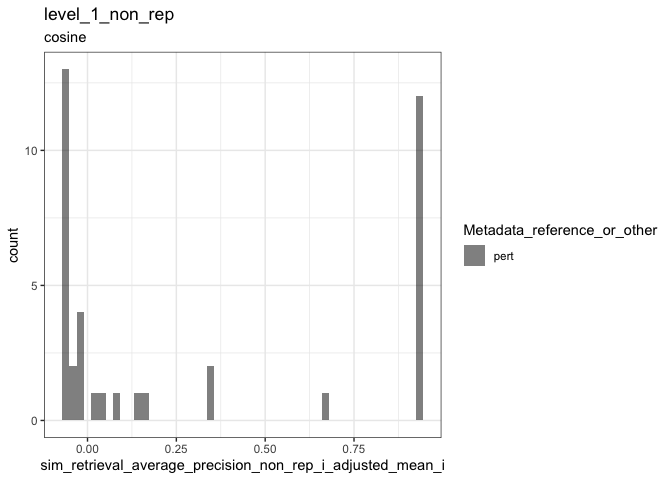 level_1_non_rep
cosine
10
5
0
count
0.00
0.25
0.50
0.75
sim_retrieval_average_precision_non_rep_i_adjusted_mean_i
Metadata_reference_or_other
pert